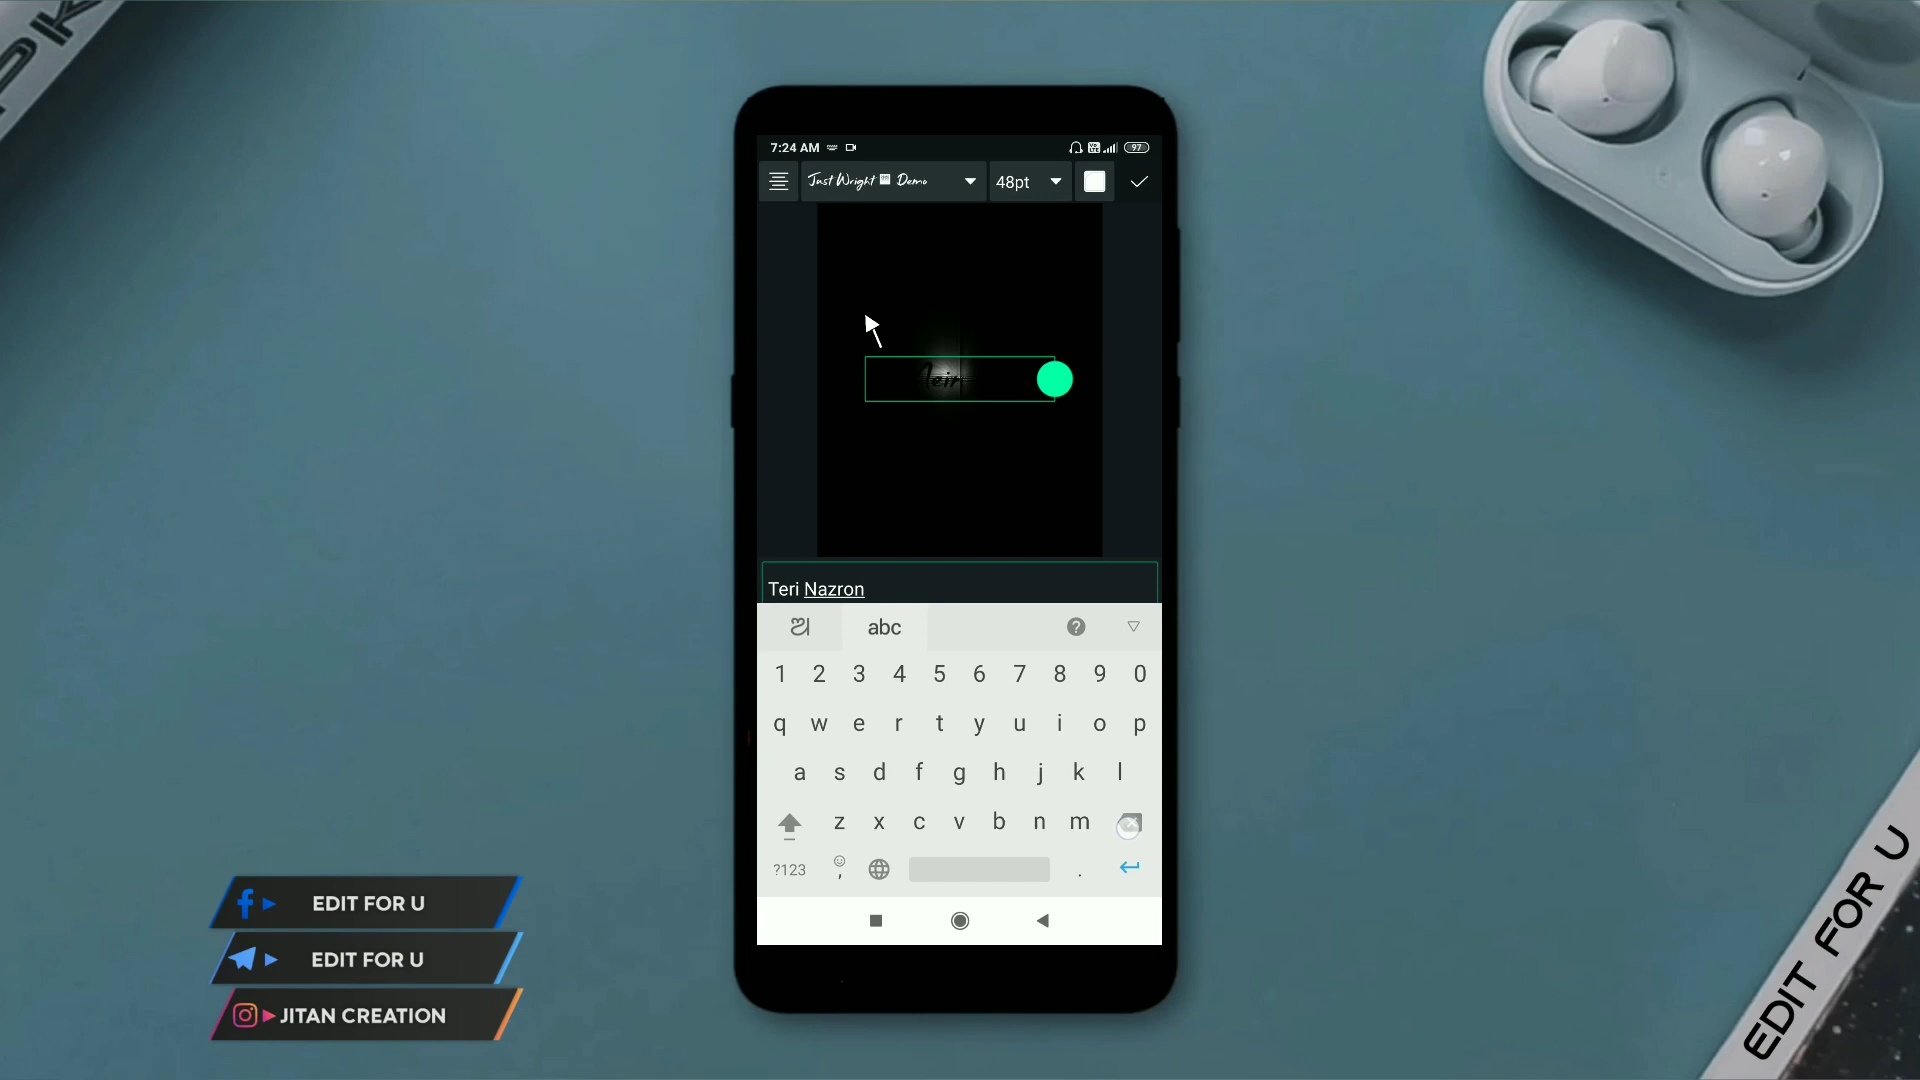 7:24 AM
97
Just Wright Demo
48pt
Teri Nazron
ଆ
abc
1 2 3 4 5 6 7 8 9 0
q w e r t y u i o p
a s d f g h j k l
z x c v b n m
?123 , .
EDIT FOR U
EDIT FOR U
JITAN CREATION
EDIT FOR U